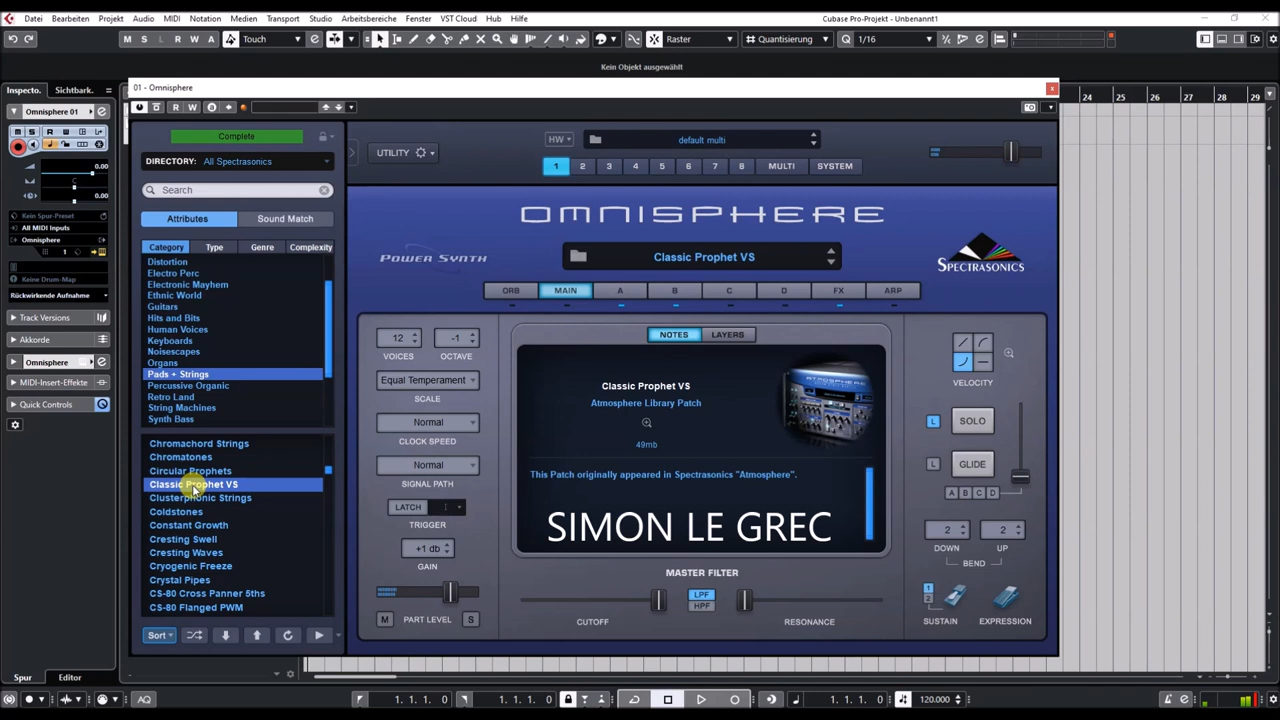 Datei Bearbeiten Projekt Audio MIDI Notation Medien Transport Studio Arbeitsbereiche Fenster VST Cloud Hub Hilfe Cubase Pro-Projekt - Unbenannt1
M S L R W A Touch Raster Quantisierung Q 1/16
Kein Objekt ausgewählt
Inspecto. Sichtbark. 01 - Omnisphere
24 25 26 27 28 29
Omnisphere 01
R W
M S R W L
0.00
0.00
Kein Spur-Preset
All MIDI Inputs
Omnisphere
1
Keine Drum-Map
Rückwirkende Aufnahme
Track Versions
Akkorde
Omnisphere
MIDI-Insert-Effekte
Quick Controls
Complete
DIRECTORY: All Spectrasonics
Search
Attributes Sound Match
Category Type Genre Complexity
Distortion
Electro Perc
Electronic Mayhem
Ethnic World
Guitars
Hits and Bits
Human Voices
Keyboards
Noisescapes
Organs
Pads + Strings
Percussive Organic
Retro Land
String Machines
Synth Bass
Chromachord Strings
Chromatones
Circular Prophets
Classic Prophet VS
Clusterphonic Strings
Coldstones
Constant Growth
Cresting Swell
Cresting Waves
Cryogenic Freeze
Crystal Pipes
CS-80 Cross Panner 5ths
CS-80 Flanged PWM
Sort
UTILITY HW default multi
1 2 3 4 5 6 7 8 MULTI SYSTEM
OMNISPHERE
POWER SYNTH Classic Prophet VS SPECTRASONICS
ORB MAIN A B C D FX ARP
12 -1
VOICES OCTAVE
Equal Temperament
SCALE
Normal
CLOCK SPEED
Normal
SIGNAL PATH
LATCH
TRIGGER
+1 db
GAIN
M PART LEVEL S
NOTES LAYERS
Classic Prophet VS
Atmosphere Library Patch
49mb
This Patch originally appeared in Spectrasonics "Atmosphere".
SIMON LE GREC
MASTER FILTER
LPF
HPF
CUTOFF RESONANCE
VELOCITY
L SOLO
L GLIDE
A B C D
2 2
DOWN UP
BEND
1
2
SUSTAIN EXPRESSION
Spur Editor
AQ 1. 1. 1. 0 1. 1. 1. 0 1. 1. 1. 0 120.000